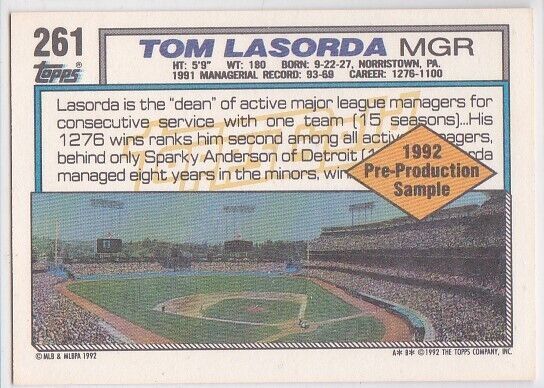 261
TOPPS
TOM LASORDA MGR
HT: 5'9" WT: 180 BORN: 9-22-27, NORRISTOWN, PA.
1991 MANAGERIAL RECORD: 93-69 CAREER: 1276-1100
Lasorda is the "dean" of active major league managers for
consecutive service with one team (15 seasons)...His
1276 wins ranks him second among all
behind only Sparky Anderson of Detroit
managed eight years in the minors,
1992
Pre-Production
Sample
© MLB & MLBPA 1992
A* B* © 1992 THE TOPPS COMPANY, INC.